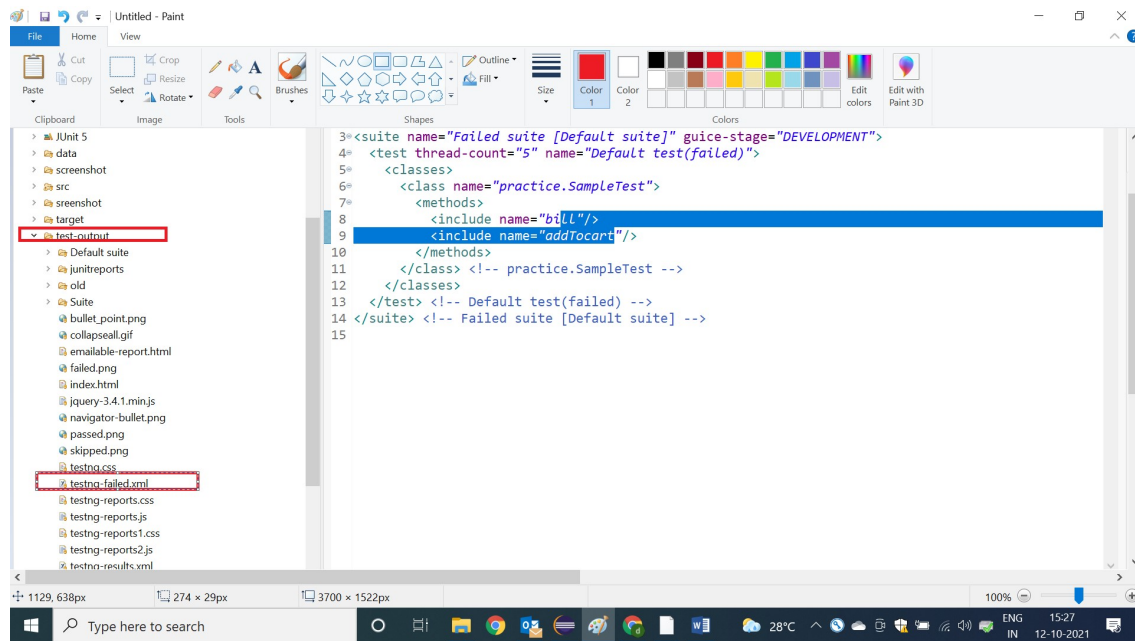 Untitled - Paint
File Home View
Paste
Cut
Copy
Clipboard
Select
Crop
Resize
Rotate
Image
A
Tools
Brushes
Outline
Fill
Shapes
Size
Color 1
Color 2
Edit colors
Colors
Edit with Paint 3D
JUnit 5
data
screenshot
src
sreenshot
target
test-output
Default suite
junitreports
old
Suite
bullet_point.png
collapseall.gif
emailable-report.html
failed.png
index.html
jquery-3.4.1.min.js
navigator-bullet.png
passed.png
skipped.png
testng.css
testng-failed.xml
testng-reports.css
testng-reports.js
testng-reports1.css
testng-reports2.js
testng-results.xml
3 <suite name="Failed suite [Default suite]" guice-stage="DEVELOPMENT">
4 <test thread-count="5" name="Default test(failed)">
5 <classes>
6 <class name="practice.SampleTest">
7 <methods>
8 <include name="bill"/>
9 <include name="addTocart"/>
10 </methods>
11 </class> <!-- practice.SampleTest -->
12 </classes>
13 </test> <!-- Default test(failed) -->
14 </suite> <!-- Failed suite [Default suite] -->
15
1129, 638px
274 × 29px
3700 × 1522px
100%
Type here to search
28°C
ENG
IN
15:27
12-10-2021